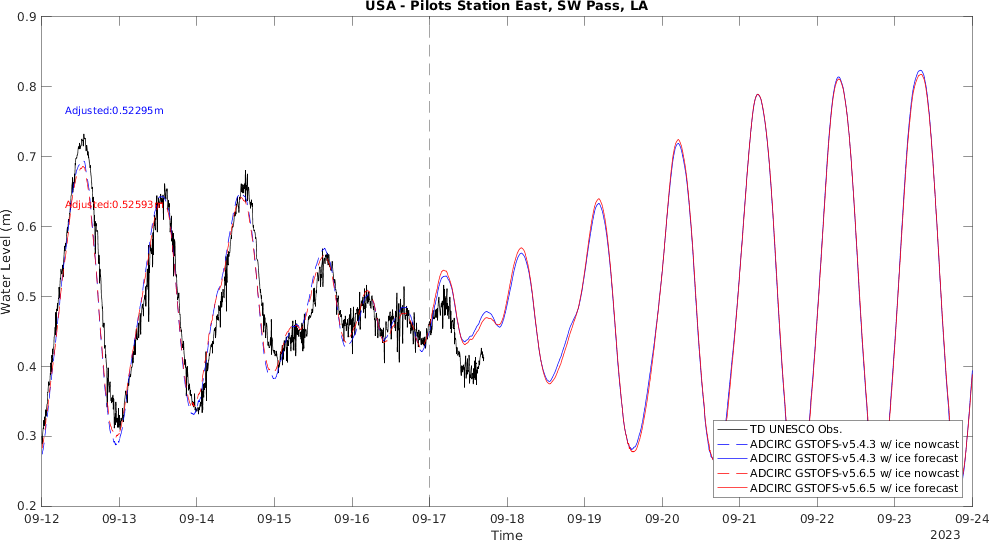 USA - Pilots Station East, SW Pass, LA
0.9
0.8
0.7
0.6
0.5
0.4
0.3
0.2
Water Level (m)
Adjusted:0.52295m
Adjusted:0.52593m
TD UNESCO Obs.
ADCIRC GSTOFS-v5.4.3 w/ ice nowcast
ADCIRC GSTOFS-v5.4.3 w/ ice forecast
ADCIRC GSTOFS-v5.6.5 w/ ice nowcast
ADCIRC GSTOFS-v5.6.5 w/ ice forecast
09-12 09-13 09-14 09-15 09-16 09-17 09-18 09-19 09-20 09-21 09-22 09-23 09-24
Time
2023